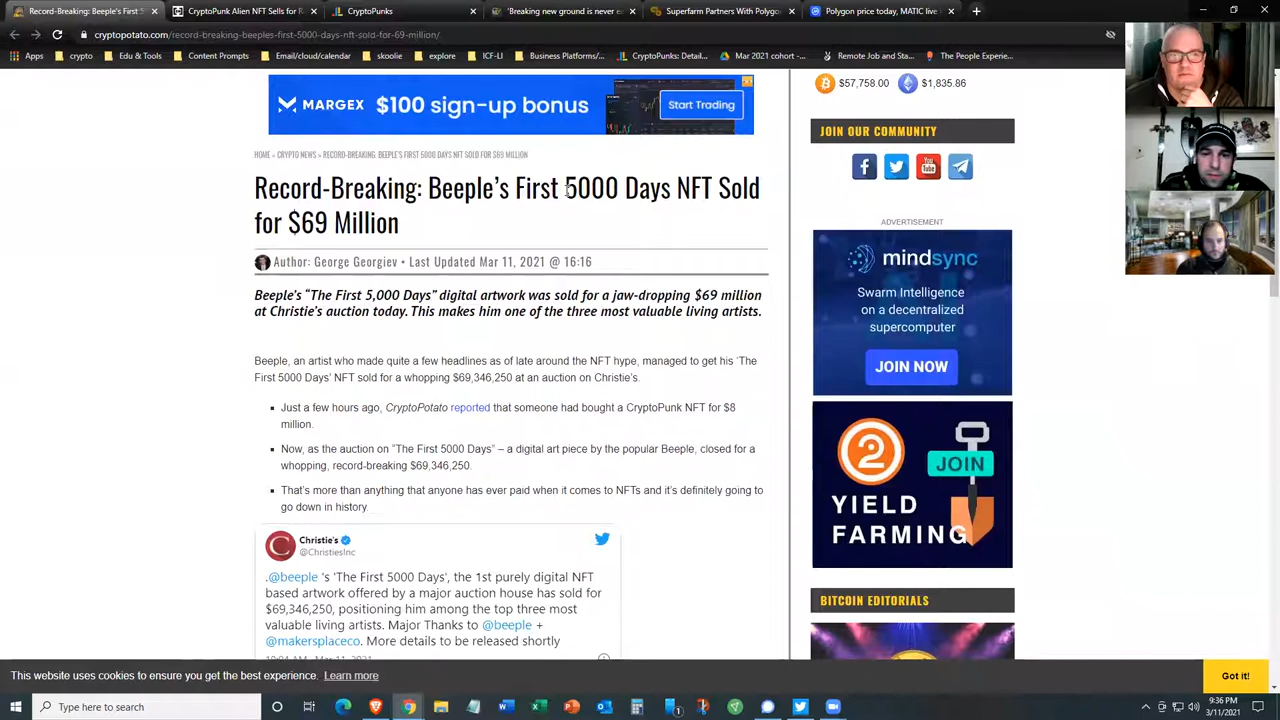 Record-Breaking: Beeple's First
CryptoPunk Alien NFT Sells for R
CryptoPunks
'Breaking new ground is never e
Superfarm Partners With Polygo
Polygon price, MATIC live
cryptopotato.com/record-breaking-beeples-first-5000-days-nft-sold-for-69-million/
Apps
crypto
Edu & Tools
Content Prompts
Email/cloud/calendar
skoolie
explore
ICF-LI
Business Platforms/...
CryptoPunks: Detail...
Mar 2021 cohort -...
Remote Job and Sta...
The People Experie...
MARGEX $100 sign-up bonus Start Trading
HOME » CRYPTO NEWS » RECORD-BREAKING: BEEPLE'S FIRST 5000 DAYS NFT SOLD FOR $69 MILLION
Record-Breaking: Beeple's First 5000 Days NFT Sold
for $69 Million
Author: George Georgiev • Last Updated Mar 11, 2021 @ 16:16
Beeple's "The First 5,000 Days" digital artwork was sold for a jaw-dropping $69 million
at Christie's auction today. This makes him one of the three most valuable living artists.
Beeple, an artist who made quite a few headlines as of late around the NFT hype, managed to get his 'The
First 5000 Days' NFT sold for a whopping $69,346,250 at an auction on Christie's.
Just a few hours ago, CryptoPotato reported that someone had bought a CryptoPunk NFT for $8
million.
Now, as the auction on "The First 5000 Days" – a digital art piece by the popular Beeple, closed for a
whopping, record-breaking $69,346,250.
That's more than anything that anyone has ever paid when it comes to NFTs and it's definitely going to
go down in history.
Christie's
@ChristiesInc
.@beeple 's 'The First 5000 Days', the 1st purely digital NFT
based artwork offered by a major auction house has sold for
$69,346,250, positioning him among the top three most
valuable living artists. Major Thanks to @beeple +
@makersplaceco. More details to be released shortly
$57,758.00 $1,835.86
JOIN OUR COMMUNITY
ADVERTISEMENT
mindsync
Swarm Intelligence
on a decentralized
supercomputer
JOIN NOW
2
JOIN
YIELD
FARMING
BITCOIN EDITORIALS
This website uses cookies to ensure you get the best experience. Learn more
Got it!
Type here to search
9:36 PM
3/11/2021